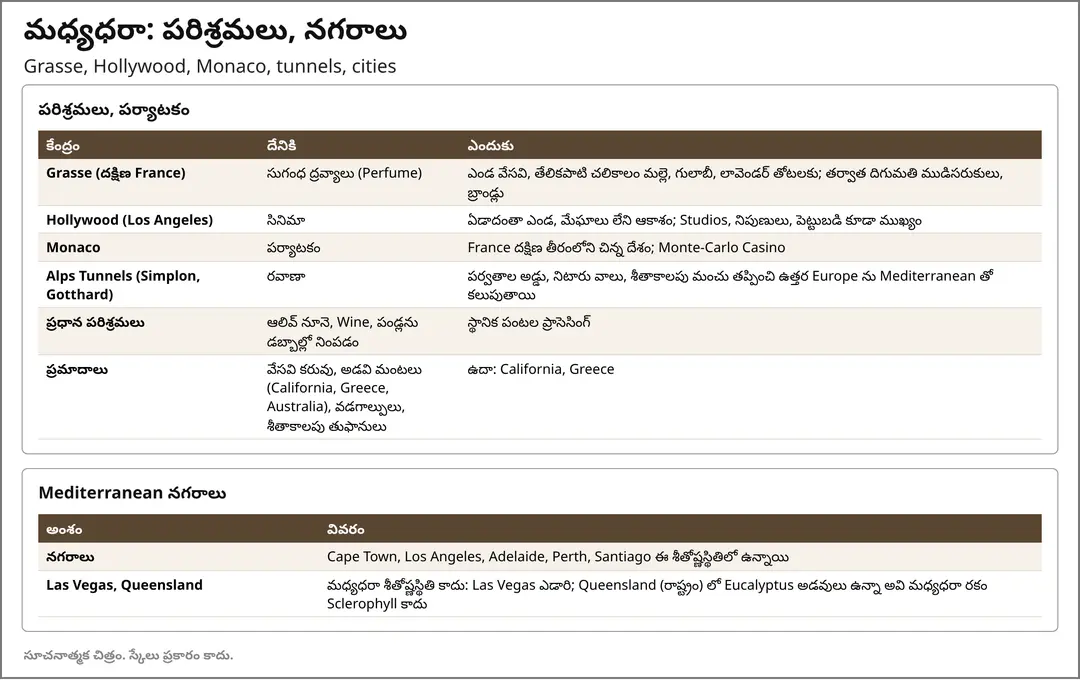 మధ్యధరా: పరిశ్రమలు, నగరాలు
Grasse, Hollywood, Monaco, tunnels, cities
పరిశ్రమలు, పర్యాటకం
కేంద్రం దేనికి ఎందుకు
Grasse (దక్షిణ France) సుగంధ ద్రవ్యాలు (Perfume) ఎండ వేసవి, తేలికపాటి చలికాలం మల్లె, గులాబీ, లావెండర్ తోటలకు; తర్వాత దిగుమతి ముడిసరుకులు,
బ్రాండ్లు
Hollywood (Los Angeles) సినిమా ఏడాదంతా ఎండ, మేఘాలు లేని ఆకాశం; Studios, నిపుణులు, పెట్టుబడి కూడా ముఖ్యం
Monaco పర్యాటకం France దక్షిణ తీరంలోని చిన్న దేశం; Monte-Carlo Casino
Alps Tunnels (Simplon, రవాణా పర్వతాల అడ్డు, నిటారు వాలు, శీతాకాలపు మంచు తప్పించి ఉత్తర Europe ను Mediterranean తో
Gotthard) కలుపుతాయి
ప్రధాన పరిశ్రమలు ఆలివ్ నూనె, Wine, పండ్లను స్థానిక పంటల ప్రాసెసింగ్
డబ్బాల్లో నింపడం
ప్రమాదాలు వేసవి కరువు, అడవి మంటలు ఉదా: California, Greece
(California, Greece,
Australia), వడగాల్పులు,
శీతాకాలపు తుఫానులు
Mediterranean నగరాలు
అంశం వివరం
నగరాలు Cape Town, Los Angeles, Adelaide, Perth, Santiago ఈ శీతోష్ణస్థితిలో ఉన్నాయి
Las Vegas, Queensland మధ్యధరా శీతోష్ణస్థితి కాదు: Las Vegas ఎడారి; Queensland (రాష్ట్రం) లో Eucalyptus అడవులు ఉన్నా అవి మధ్యధరా రకం
Sclerophyll కాదు
సూచనాత్మక చిత్రం. స్కేలు ప్రకారం కాదు.